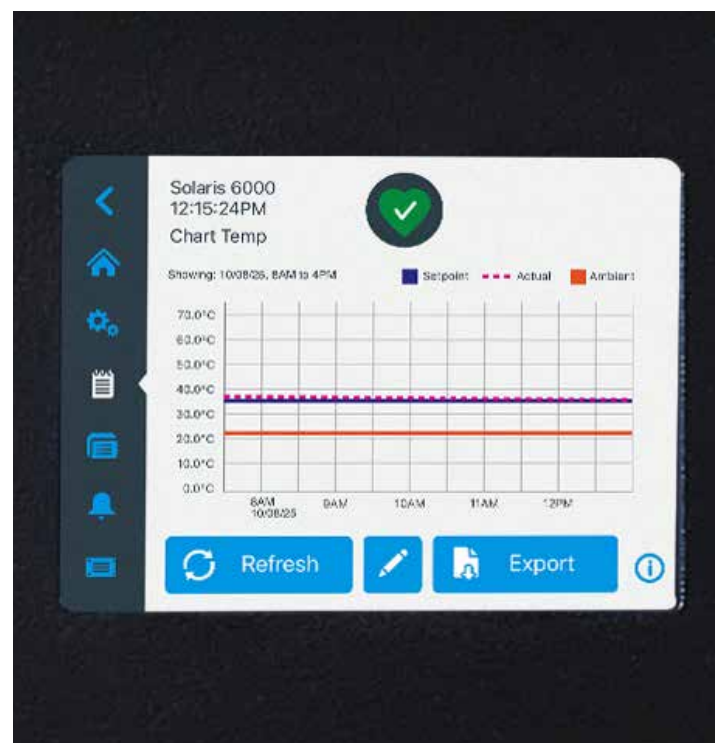 Solaris 6000
12:15:24PM
Chart Temp
Showing: 10/08/25, 8AM to 4PM
Setpoint Actual Ambient
70.0°C
60.0°C
50.0°C
40.0°C
30.0°C
20.0°C
10.0°C
0.0°C
8AM 9AM 10AM 11AM 12PM
10/08/25
Refresh Export